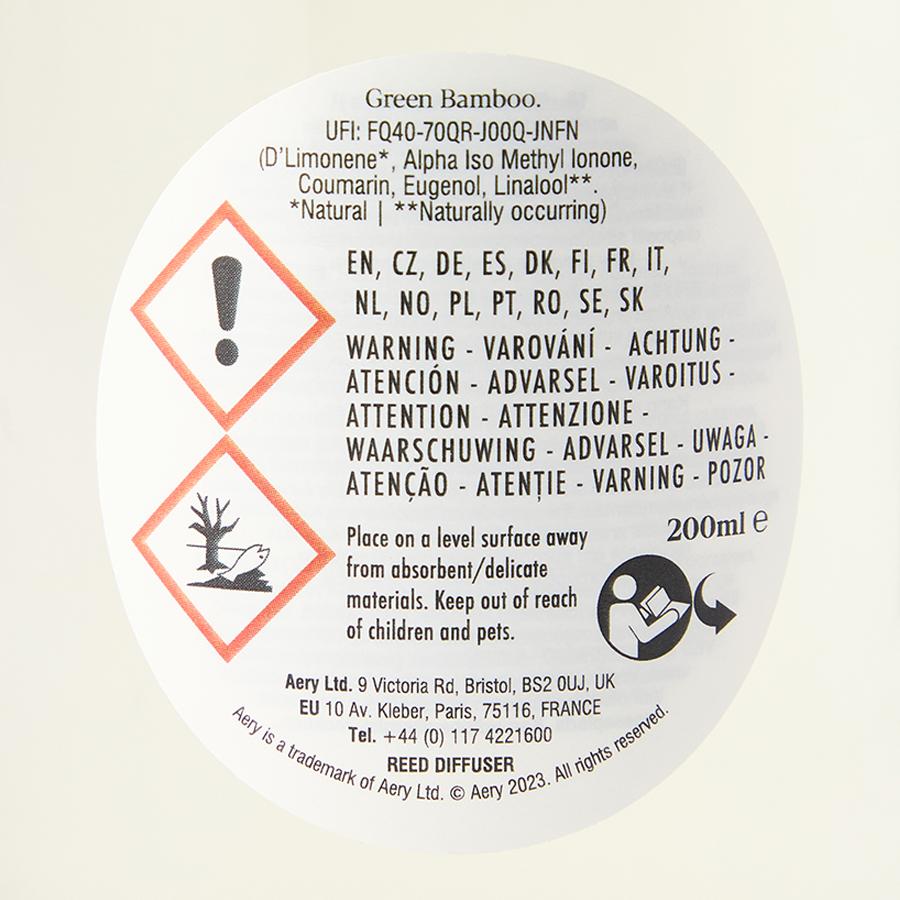 Green Bamboo.
UFI: FQ40-70QR-J00Q-JNFN
(D'Limonene*, Alpha Iso Methyl Ionone,
Coumarin, Eugenol, Linalool**.
*Natural | **Naturally occurring)
EN, CZ, DE, ES, DK, FI, FR, IT,
NL, NO, PL, PT, RO, SE, SK
WARNING - VAROVÁNÍ - ACHTUNG -
ATENCIÓN - ADVARSEL - VAROITUS -
ATTENTION - ATTENZIONE -
WAARSCHUWING - ADVARSEL - UWAGA -
ATENÇÃO - ATENȚIE - VARNING - POZOR
Place on a level surface away
from absorbent/delicate
materials. Keep out of reach
of children and pets.
200ml e
Aery Ltd. 9 Victoria Rd, Bristol, BS2 0UJ, UK
EU 10 Av. Kleber, Paris, 75116, FRANCE
Tel. +44 (0) 117 4221600
REED DIFFUSER
Aery is a trademark of Aery Ltd. © Aery 2023. All rights reserved.